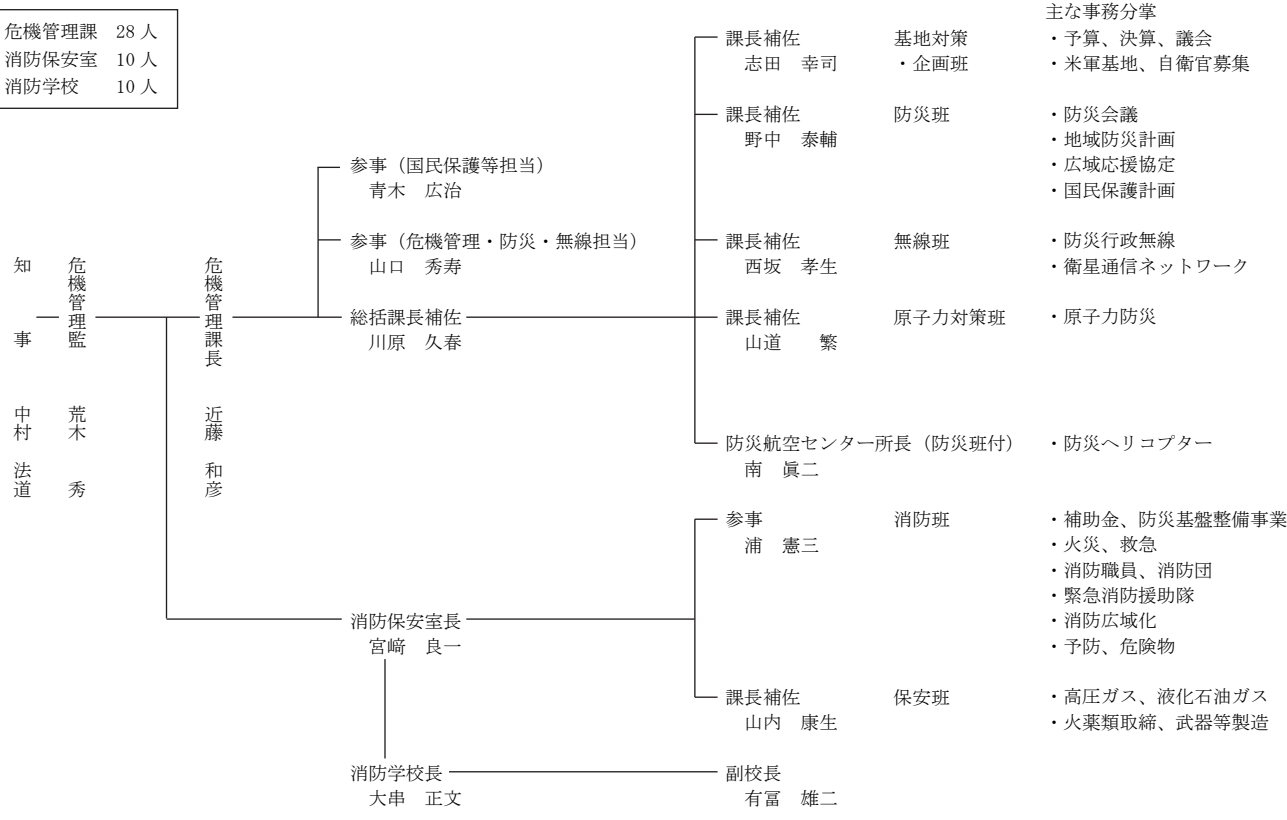 危機管理課 28人
消防保安室 10人
消防学校 10人
知事 中村 法道
危機管理監 荒木 秀
危機管理課長 近藤 和彦
参事（国民保護等担当）
青木 広治
参事（危機管理・防災・無線担当）
山口 秀寿
総括課長補佐
川原 久春
主な事務分掌
課長補佐 基地対策 ・予算、決算、議会
志田 幸司 ・企画班 ・米軍基地、自衛官募集
課長補佐 防災班 ・防災会議
野中 泰輔 ・地域防災計画
・広域応援協定
・国民保護計画
課長補佐 無線班 ・防災行政無線
西坂 孝生 ・衛星通信ネットワーク
課長補佐 原子力対策班 ・原子力防災
山道 繁
防災航空センター所長（防災班付） ・防災ヘリコプター
南 眞二
消防保安室長
宮﨑 良一
参事 消防班 ・補助金、防災基盤整備事業
浦 憲三 ・火災、救急
・消防職員、消防団
・緊急消防援助隊
・消防広域化
・予防、危険物
課長補佐 保安班 ・高圧ガス、液化石油ガス
山内 康生 ・火薬類取締、武器等製造
消防学校長 副校長
大串 正文 有冨 雄二